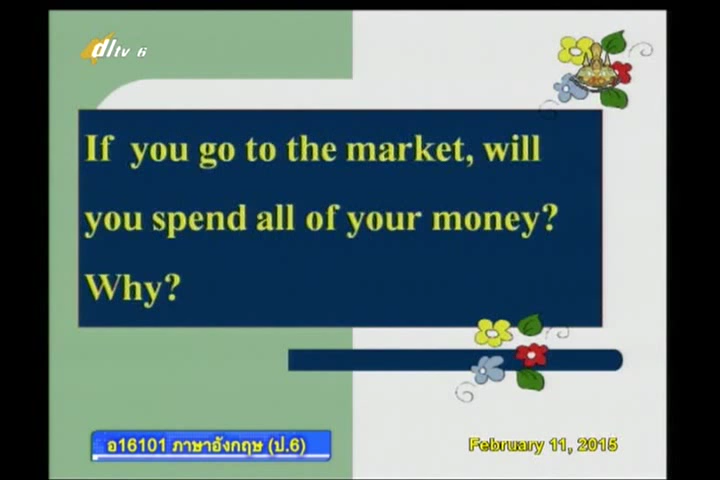 dltv 6
If you go to the market, will
you spend all of your money?
Why?
อ16101 ภาษาอังกฤษ (ป.6)
February 11, 2015